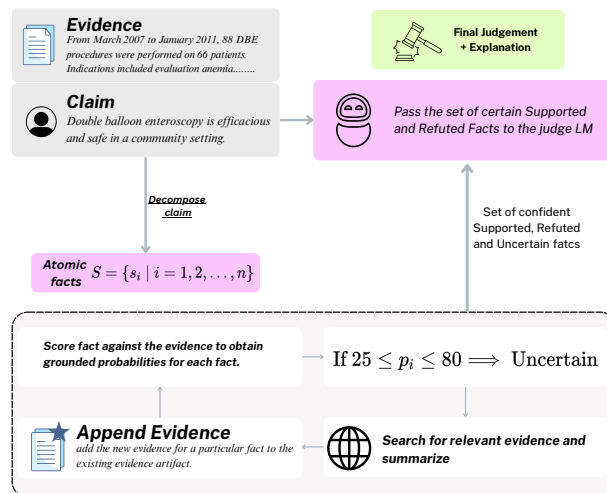 Evidence
From March 2007 to January 2011, 88 DBE
procedures were performed on 66 patients.
Indications included evaluation anemia........
Final Judgement
+ Explanation
Claim
Double balloon enteroscopy is efficacious
and safe in a community setting.
Pass the set of certain Supported
and Refuted Facts to the judge LM
Decompose
claim
Set of confident
Supported, Refuted
and Uncertain fatcs
Atomic
facts
S = {s_i | i = 1, 2, . . . , n}
Score fact against the evidence to obtain
grounded probabilities for each fact.
If 25 ≤ p_i ≤ 80 ⟹ Uncertain
Append Evidence
add the new evidence for a particular fact to the
existing evidence artifact.
Search for relevant evidence and
summarize